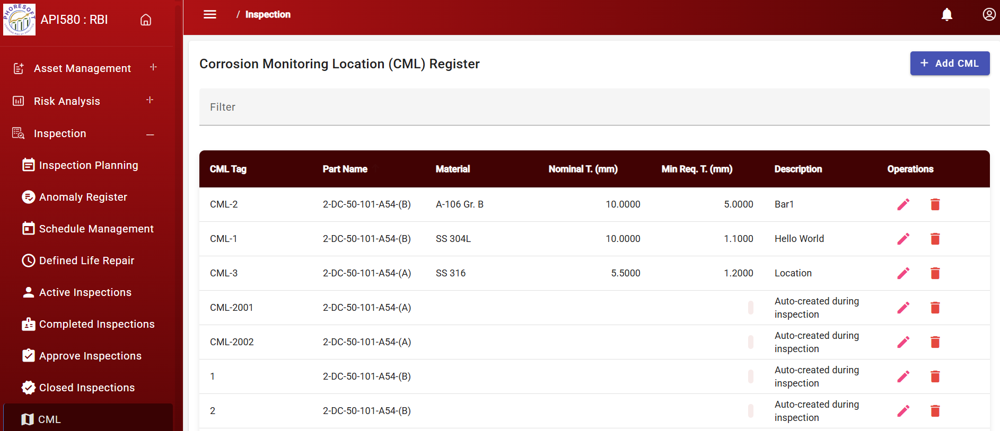 PHORESOFT
API580 : RBI
/ Inspection
Asset Management
Risk Analysis
Inspection
Inspection Planning
Anomaly Register
Schedule Management
Defined Life Repair
Active Inspections
Completed Inspections
Approve Inspections
Closed Inspections
CML
Corrosion Monitoring Location (CML) Register
+ Add CML
Filter
CML Tag Part Name Material Nominal T. (mm) Min Req. T. (mm) Description Operations
CML-2 2-DC-50-101-A54-(B) A-106 Gr. B 10.0000 5.0000 Bar1
CML-1 2-DC-50-101-A54-(B) SS 304L 10.0000 1.1000 Hello World
CML-3 2-DC-50-101-A54-(A) SS 316 5.5000 1.2000 Location
CML-2001 2-DC-50-101-A54-(A) Auto-created during
inspection
CML-2002 2-DC-50-101-A54-(A) Auto-created during
inspection
1 2-DC-50-101-A54-(B) Auto-created during
inspection
2 2-DC-50-101-A54-(B) Auto-created during
inspection